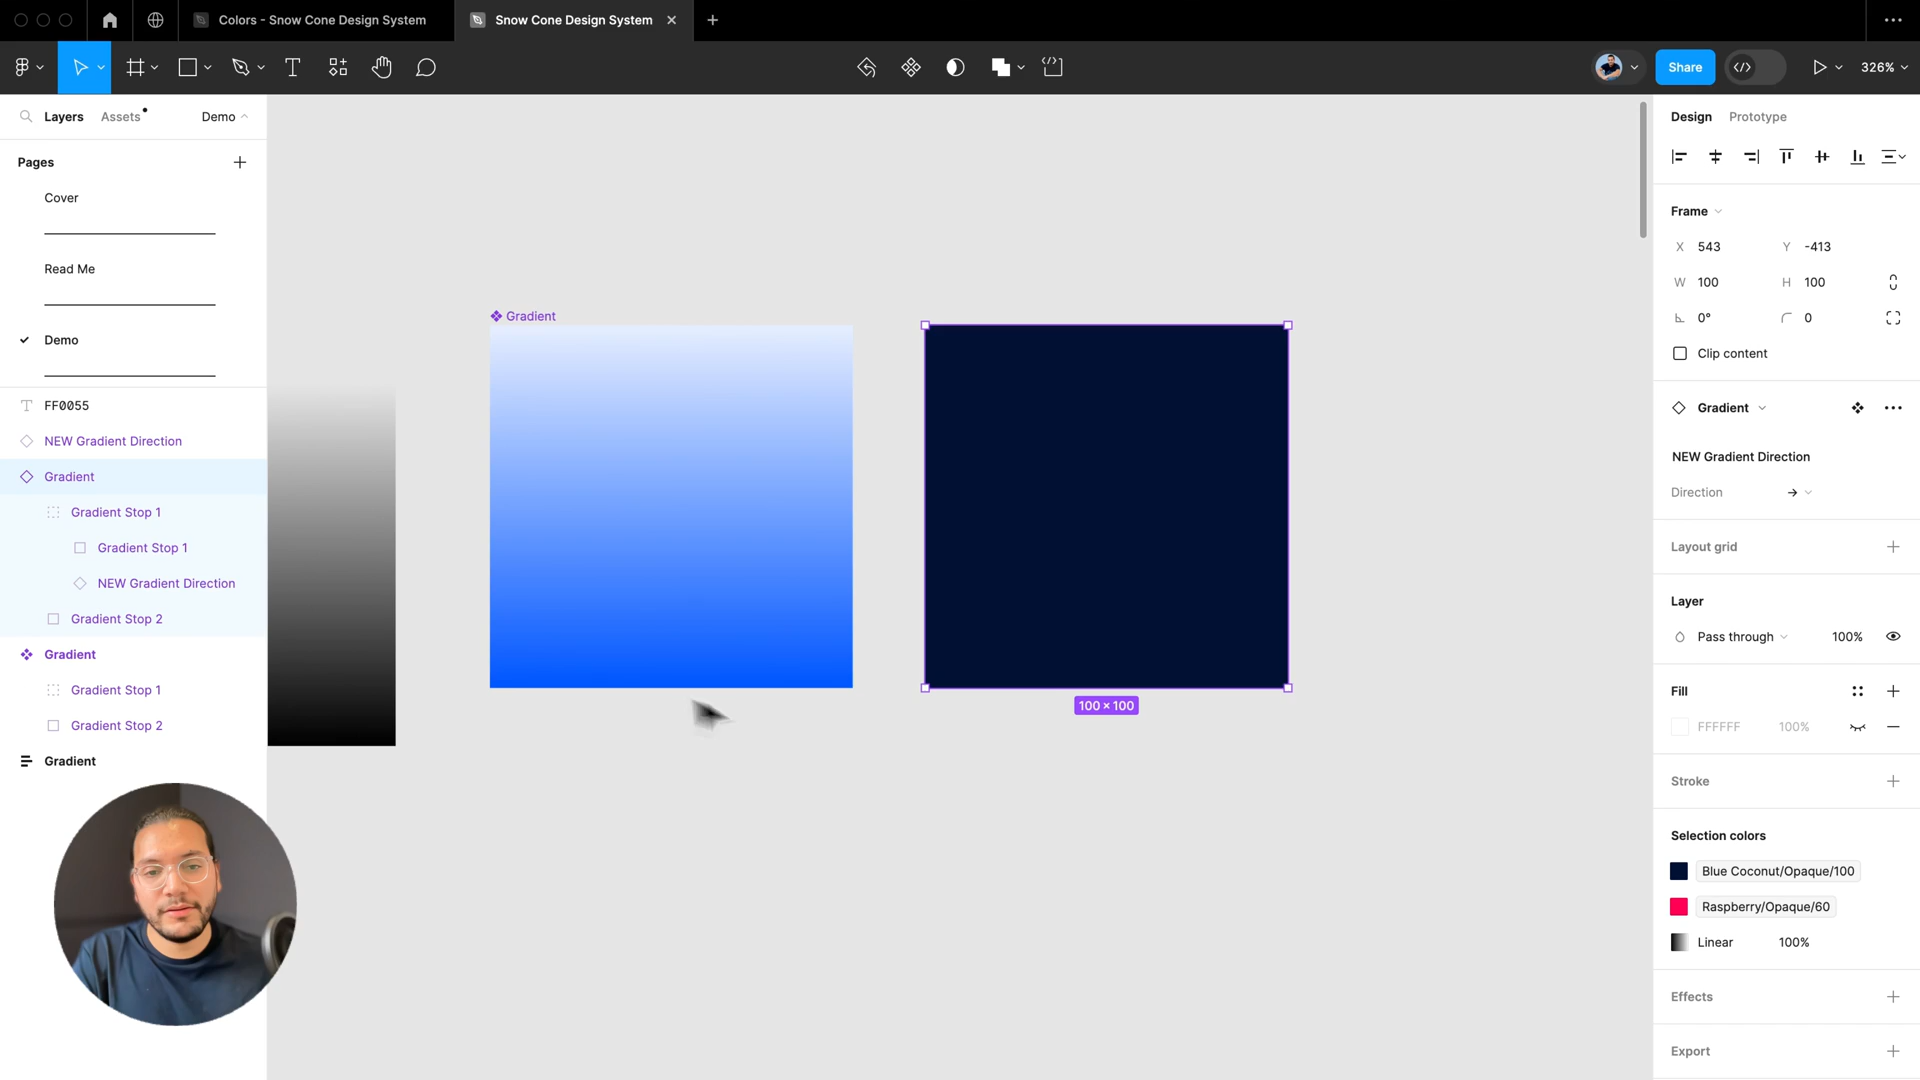 Colors - Snow Cone Design System
Snow Cone Design System
Share
326%
Layers
Assets
Demo
Pages
Cover
Read Me
Demo
FF0055
NEW Gradient Direction
Gradient
Gradient Stop 1
Gradient Stop 1
NEW Gradient Direction
Gradient Stop 2
Gradient
Gradient Stop 1
Gradient Stop 2
Gradient
Gradient
100 × 100
Design
Prototype
Frame
X 543 Y -413
W 100 H 100
0° 0
Clip content
Gradient
NEW Gradient Direction
Direction →
Layout grid
Layer
Pass through 100%
Fill
FFFFFF 100%
Stroke
Selection colors
Blue Coconut/Opaque/100
Raspberry/Opaque/60
Linear 100%
Effects
Export